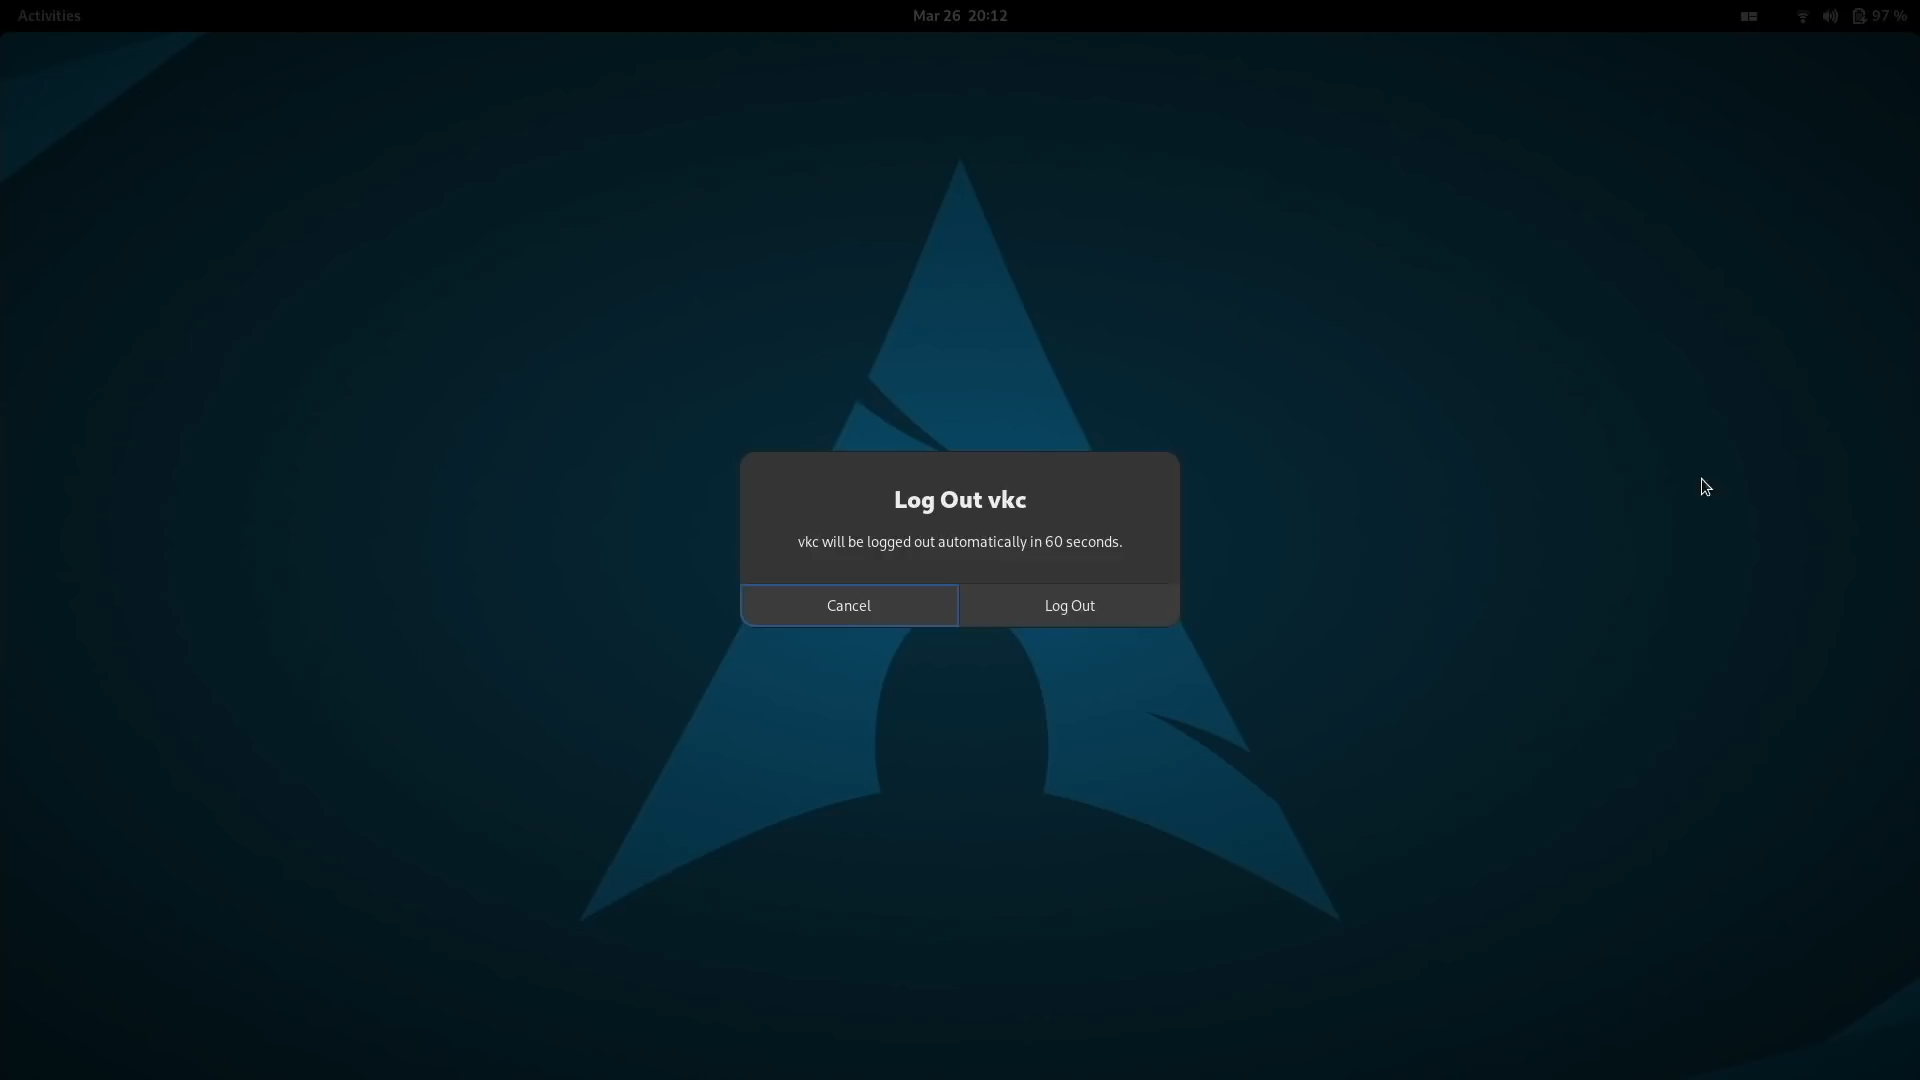 Activities
Mar 26 20:12
97 %
Log Out vkc
vkc will be logged out automatically in 60 seconds.
Cancel
Log Out